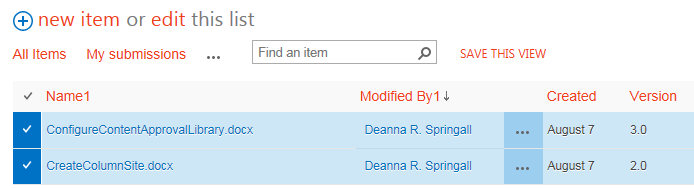 new item or edit this list
All Items My submissions ... Find an item SAVE THIS VIEW
Name1 Modified By1 Created Version
ConfigureContentApprovalLibrary.docx Deanna R. Springall ... August 7 3.0
CreateColumnSite.docx Deanna R. Springall ... August 7 2.0